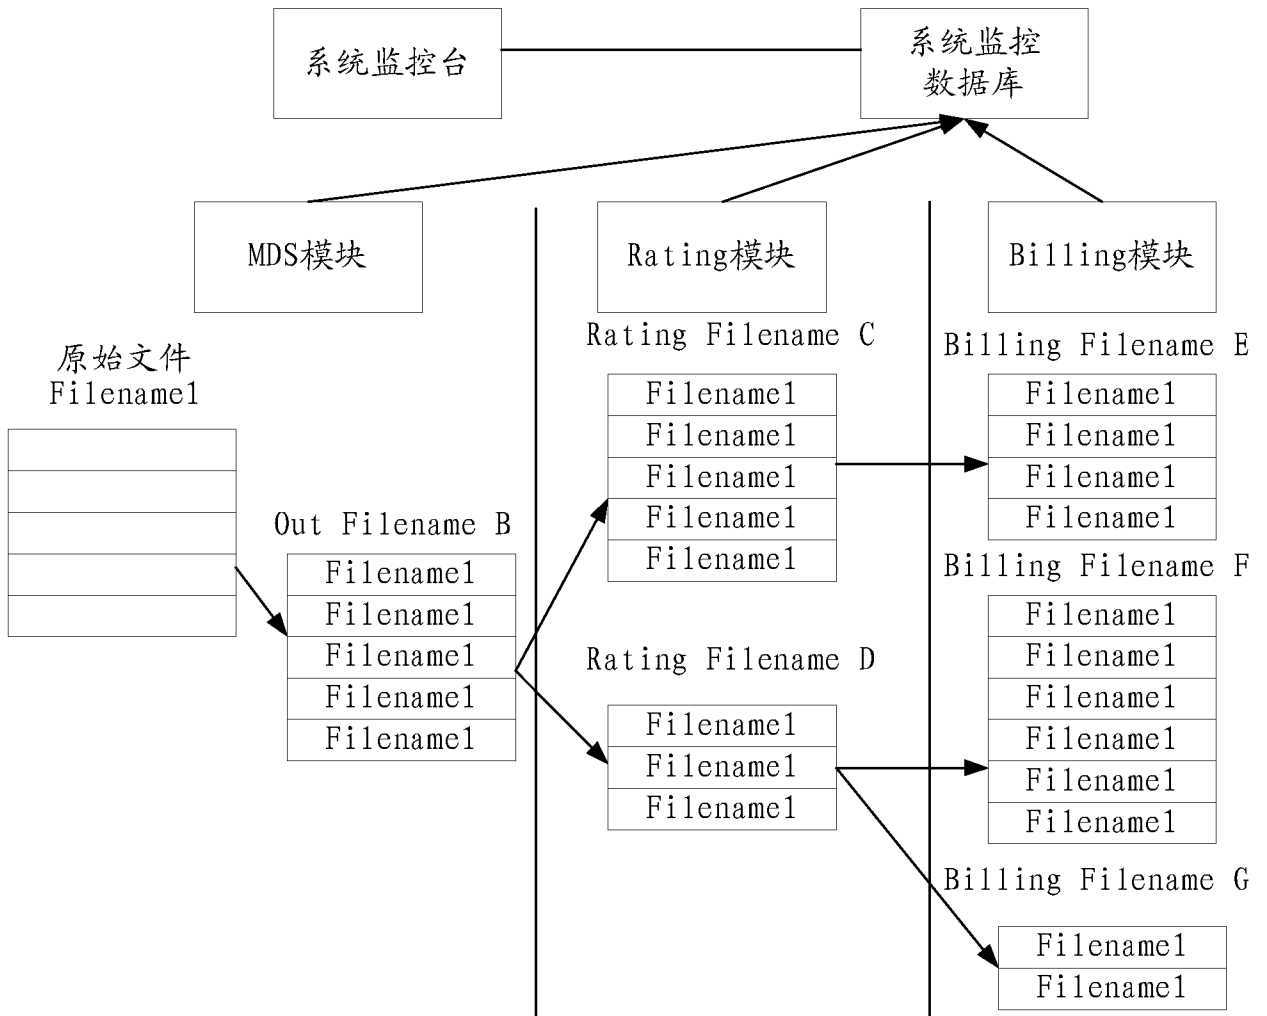 系统监控台
系统监控
数据库
MDS模块
Rating模块
Billing模块
原始文件
Filename1
Out Filename B
Filename1
Filename1
Filename1
Filename1
Filename1
Rating Filename C
Filename1
Filename1
Filename1
Filename1
Filename1
Rating Filename D
Filename1
Filename1
Filename1
Billing Filename E
Filename1
Filename1
Filename1
Filename1
Billing Filename F
Filename1
Filename1
Filename1
Filename1
Filename1
Filename1
Billing Filename G
Filename1
Filename1